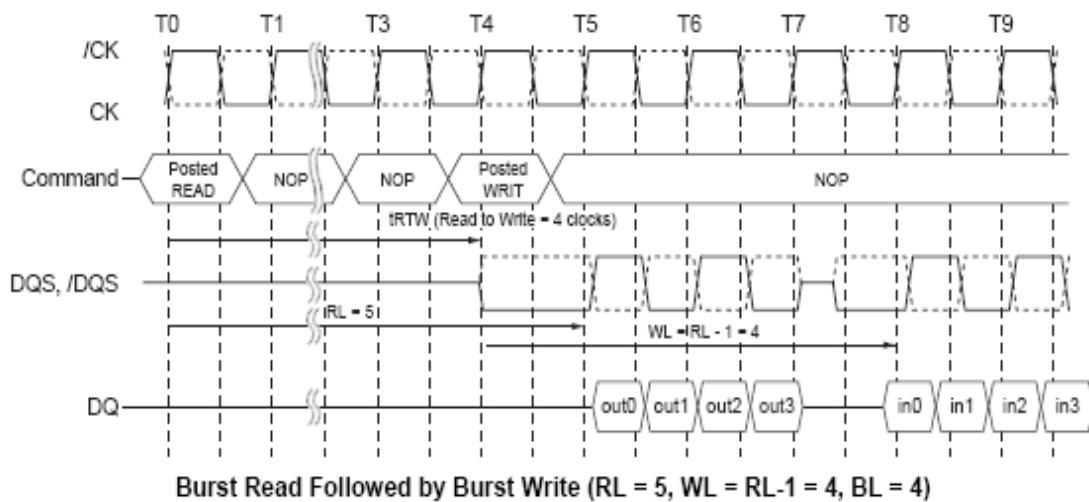 T0 T1 T3 T4 T5 T6 T7 T8 T9
/CK
CK
Command
Posted READ
NOP
NOP
Posted WRIT
NOP
tRTW (Read to Write = 4 clocks)
DQS, /DQS
RL = 5
WL = RL - 1 = 4
DQ
out0 out1 out2 out3 in0 in1 in2 in3
Burst Read Followed by Burst Write (RL = 5, WL = RL-1 = 4, BL = 4)